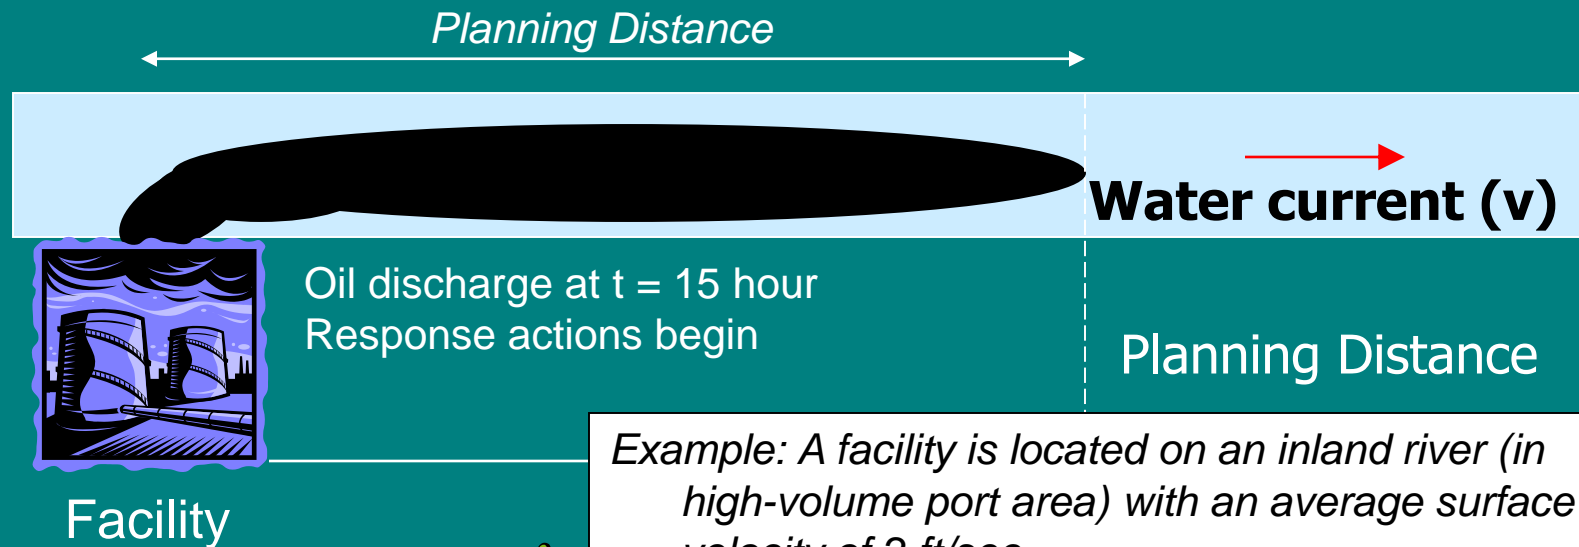 Planning Distance
Water current (v)
Oil discharge at t = 15 hour
Response actions begin
Planning Distance
Example: A facility is located on an inland river (in
high-volume port area) with an average surface
Facility